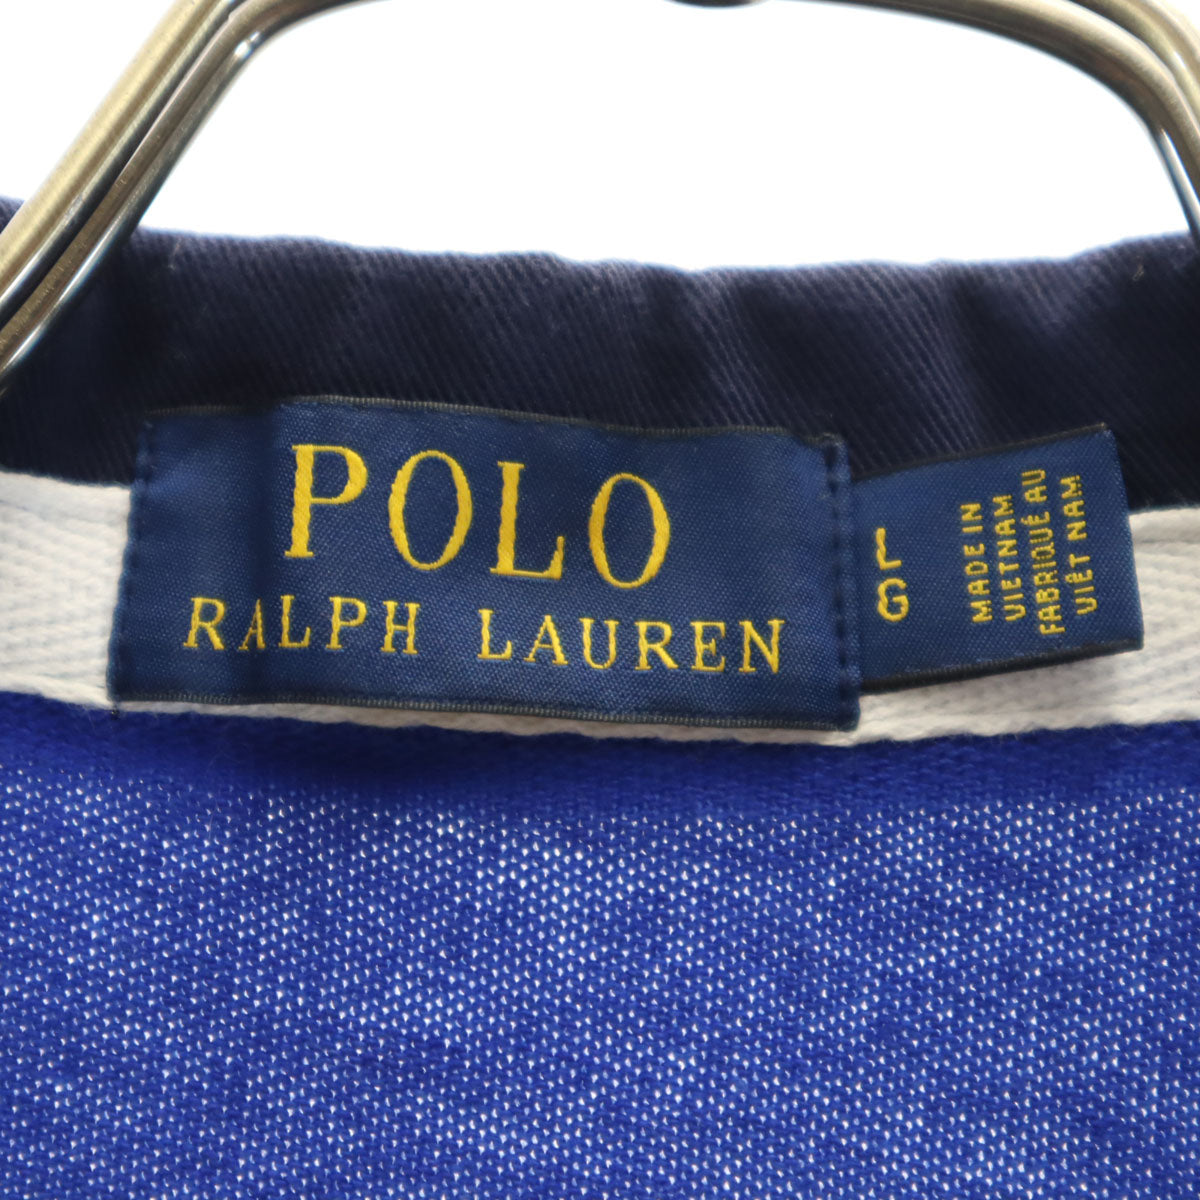 POLO
RALPH LAUREN
L
G
MADE IN
VIETNAM
FABRIQUÉ AU
VIÊT NAM